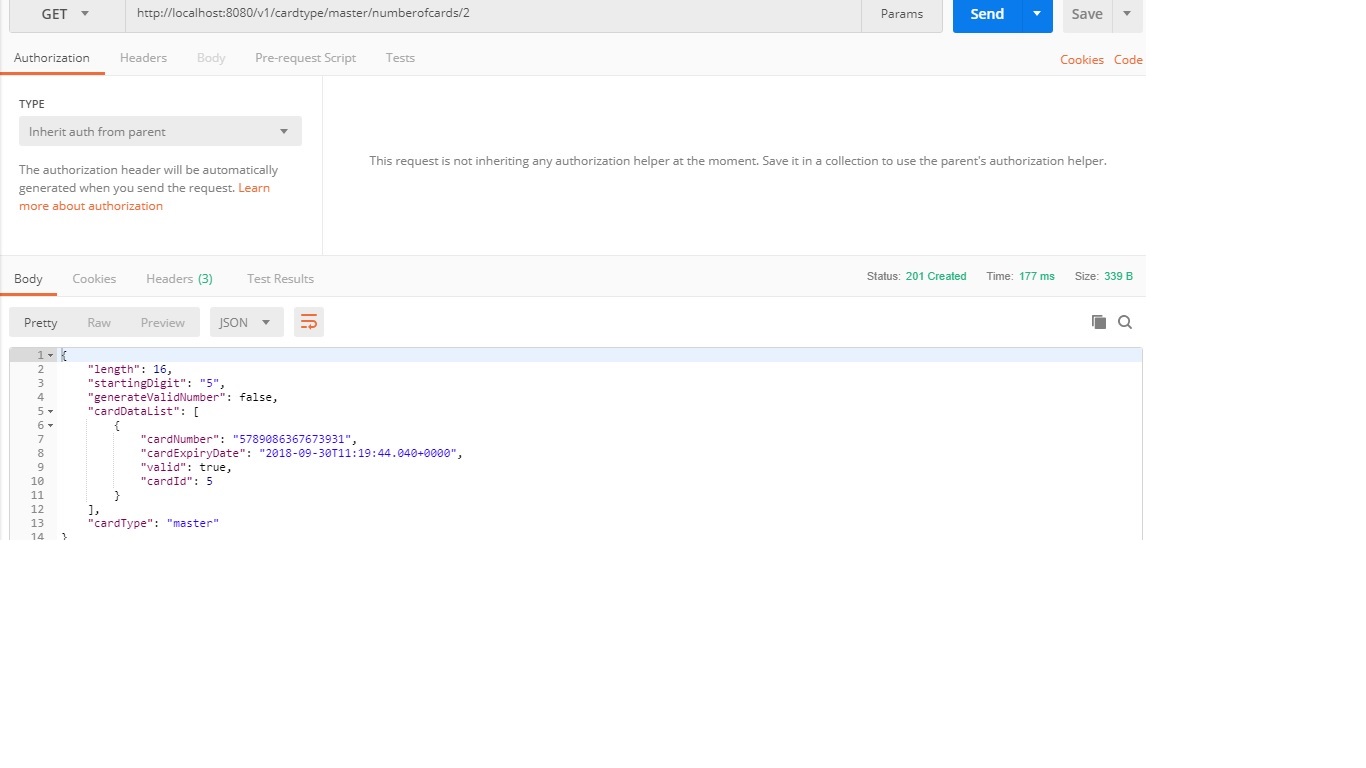 GET http://localhost:8080/v1/cardtype/master/numberofcards/2 Params Send Save
Authorization Headers Body Pre-request Script Tests Cookies Code
TYPE
Inherit auth from parent
The authorization header will be automatically
generated when you send the request. Learn
more about authorization
This request is not inheriting any authorization helper at the moment. Save it in a collection to use the parent's authorization helper.
Body Cookies Headers (3) Test Results Status: 201 Created Time: 177 ms Size: 339 B
Pretty Raw Preview JSON
1 {
2 "length": 16,
3 "startingDigit": "5",
4 "generateValidNumber": false,
5 "cardDataList": [
6 {
7 "cardNumber": "5789086367673931",
8 "cardExpiryDate": "2018-09-30T11:19:44.040+0000",
9 "valid": true,
10 "cardId": 5
11 }
12 ],
13 "cardType": "master"
14 }